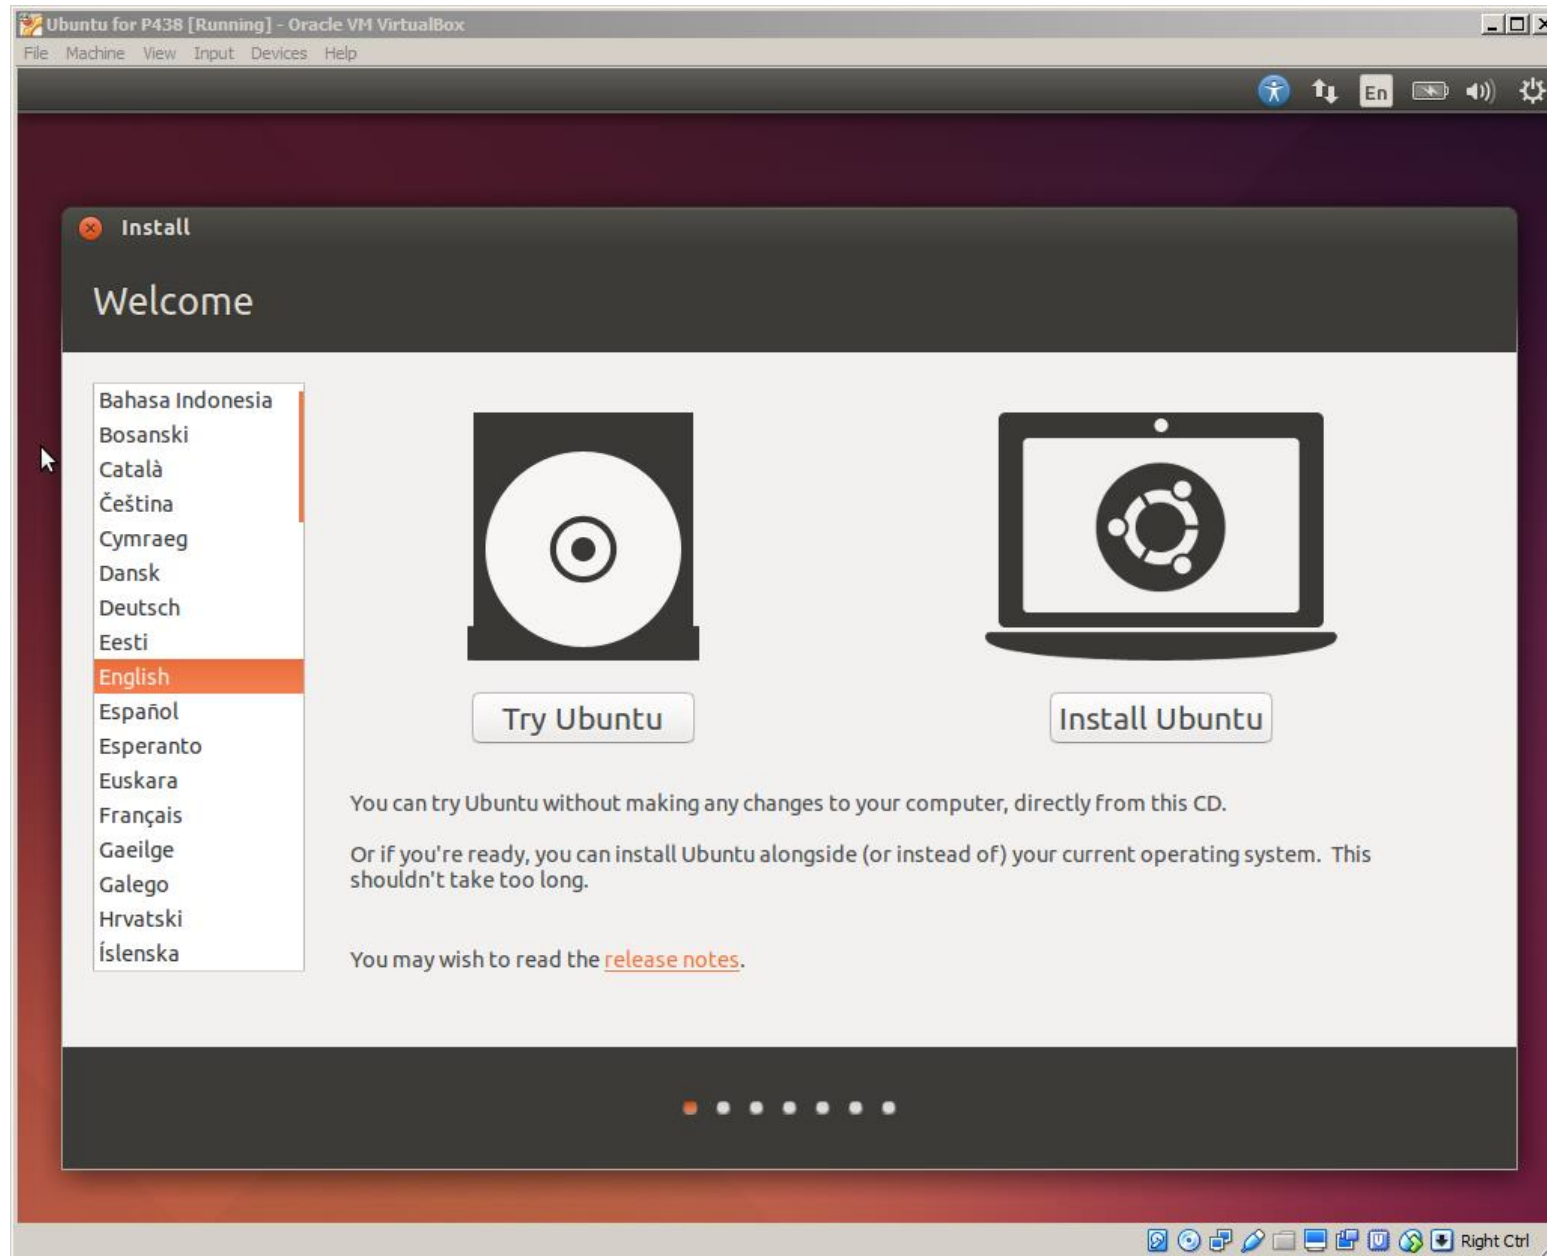 Ubuntu for P438 [Running] - Oracle VM VirtualBox
File Machine View Input Devices Help
En
Install
Welcome
Bahasa Indonesia
Bosanski
Català
Čeština
Cymraeg
Dansk
Deutsch
Eesti
English
Español
Esperanto
Euskara
Français
Gaeilge
Galego
Hrvatski
Íslenska
Try Ubuntu
Install Ubuntu
You can try Ubuntu without making any changes to your computer, directly from this CD.
Or if you're ready, you can install Ubuntu alongside (or instead of) your current operating system. This
shouldn't take too long.
You may wish to read the release notes.
Right Ctrl